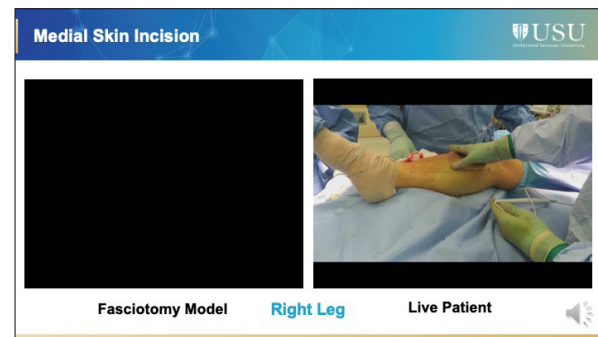 Medial Skin Incision
USU
Uniformed Services University
Fasciotomy Model
Right Leg
Live Patient